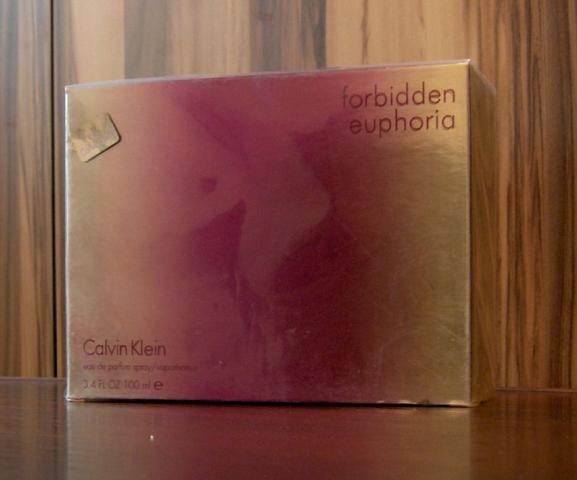 forbidden
euphoria
Calvin Klein
eau de parfum spray/vaporisateur
3.4 FL OZ 100 ml ℮